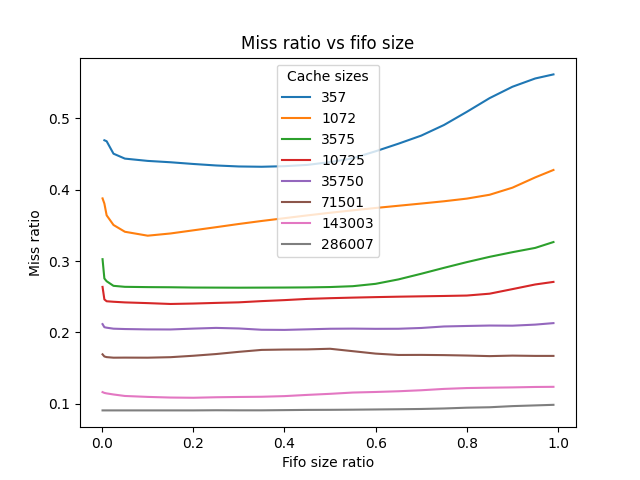 Miss ratio vs fifo size
Cache sizes
357
1072
3575
10725
35750
71501
143003
286007
Miss ratio
0.5
0.4
0.3
0.2
0.1
0.0 0.2 0.4 0.6 0.8 1.0
Fifo size ratio